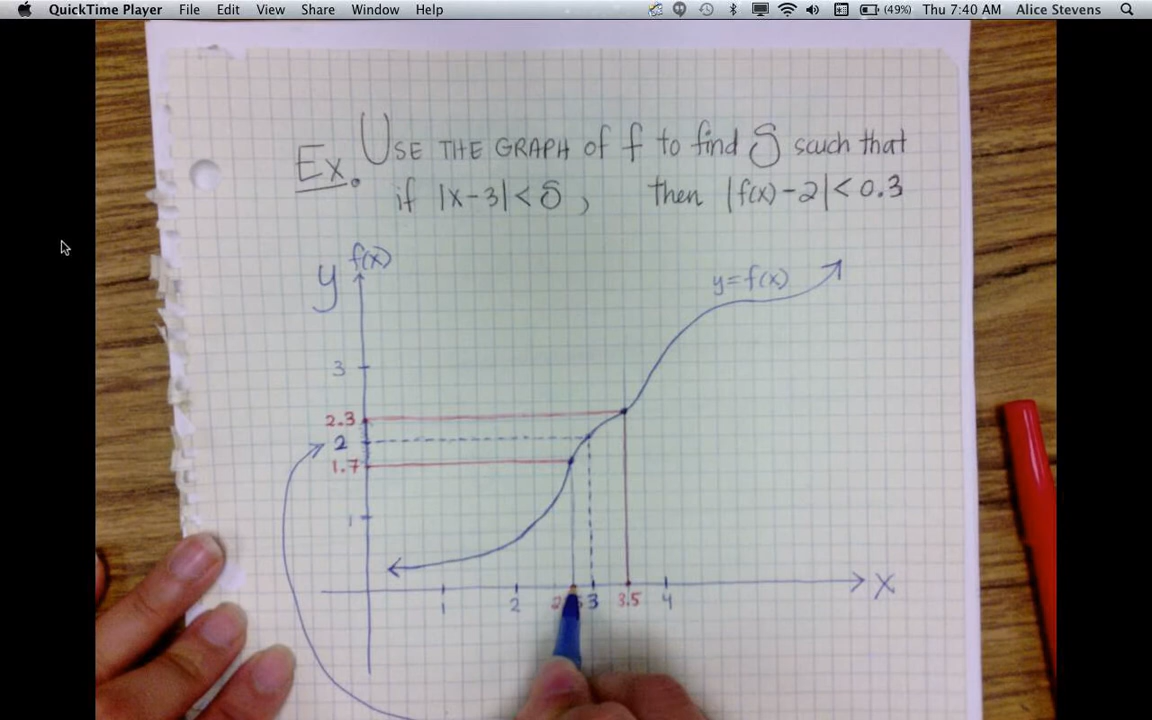 QuickTime Player File Edit View Share Window Help (49%) Thu 7:40 AM Alice Stevens
Ex. USE THE GRAPH of f to find δ scuch that
if |x-3|<δ, then |f(x)-2|<0.3
y f(x)
y=f(x)
3
2.3
2
1.7
1
1 2 3 3.5 4 X